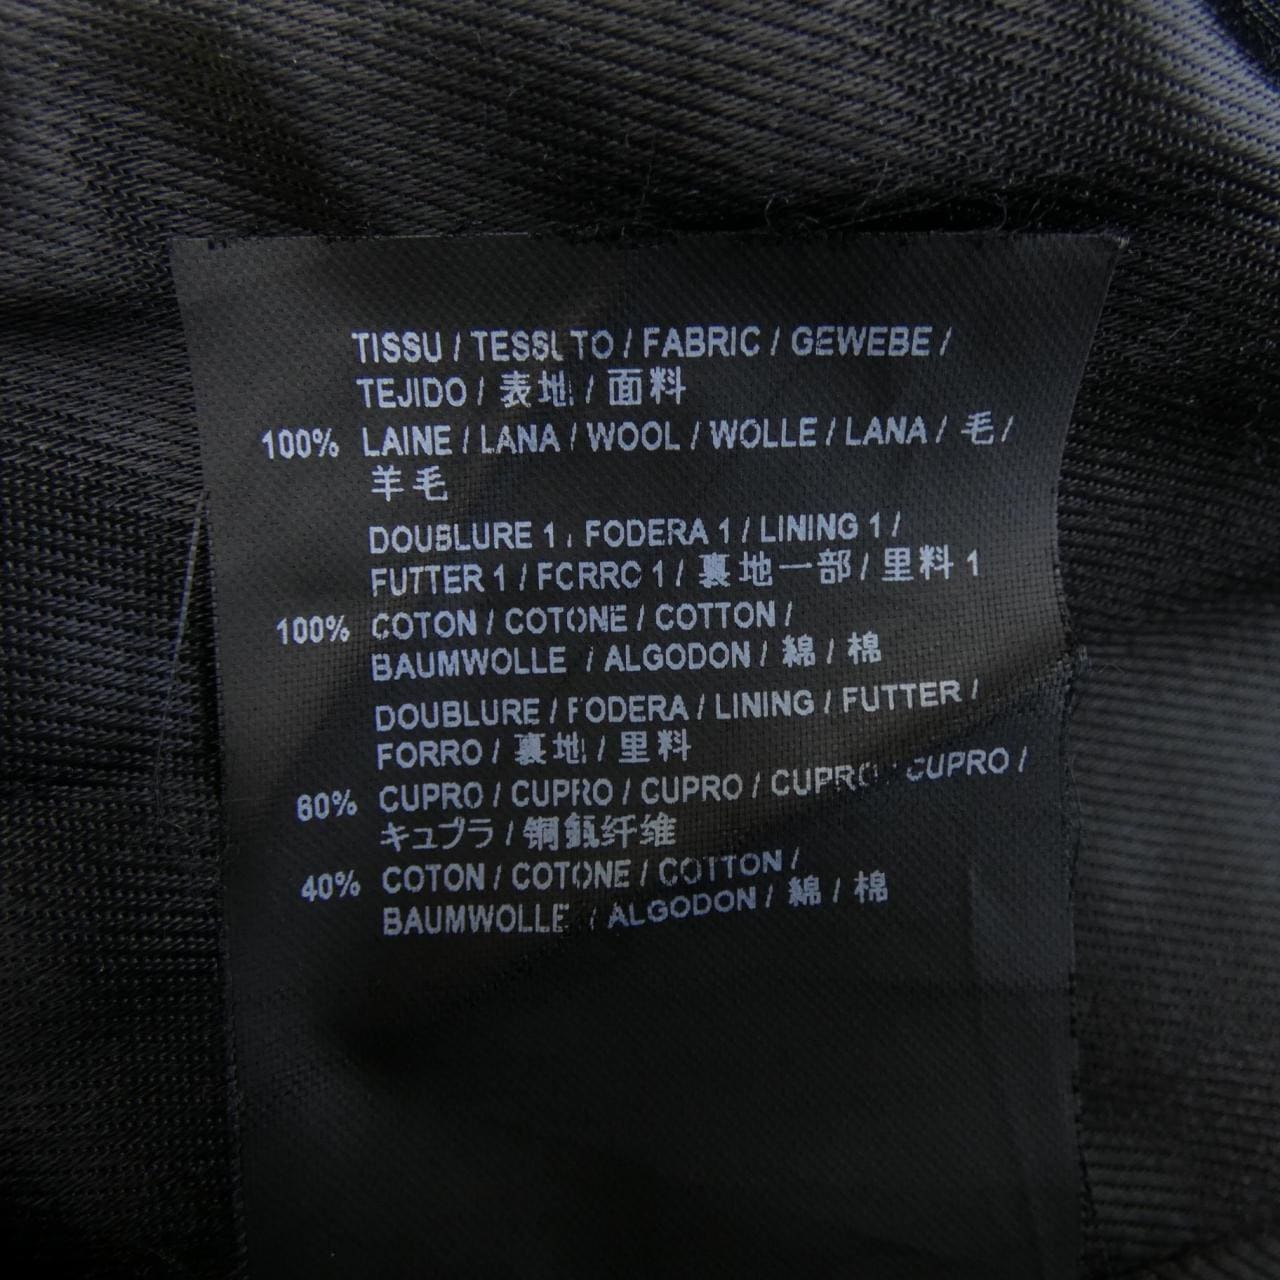 TISSU / TESSUTO / FABRIC / GEWEBE /
TEJIDO / 表地 / 面料
100% LAINE / LANA / WOOL / WOLLE / LANA / 毛 /
羊毛
DOUBLURE 1 / FODERA 1 / LINING 1 /
FUTTER 1 / FORRO 1 / 裏地一部 / 里料 1
100% COTON / COTONE / COTTON /
BAUMWOLLE / ALGODON / 綿 / 棉
DOUBLURE / FODERA / LINING / FUTTER /
FORRO / 裏地 / 里料
60% CUPRO / CUPRO / CUPRO / CUPRO / CUPRO /
キュプラ / 铜氨纤维
40% COTON / COTONE / COTTON /
BAUMWOLLE / ALGODON / 綿 / 棉